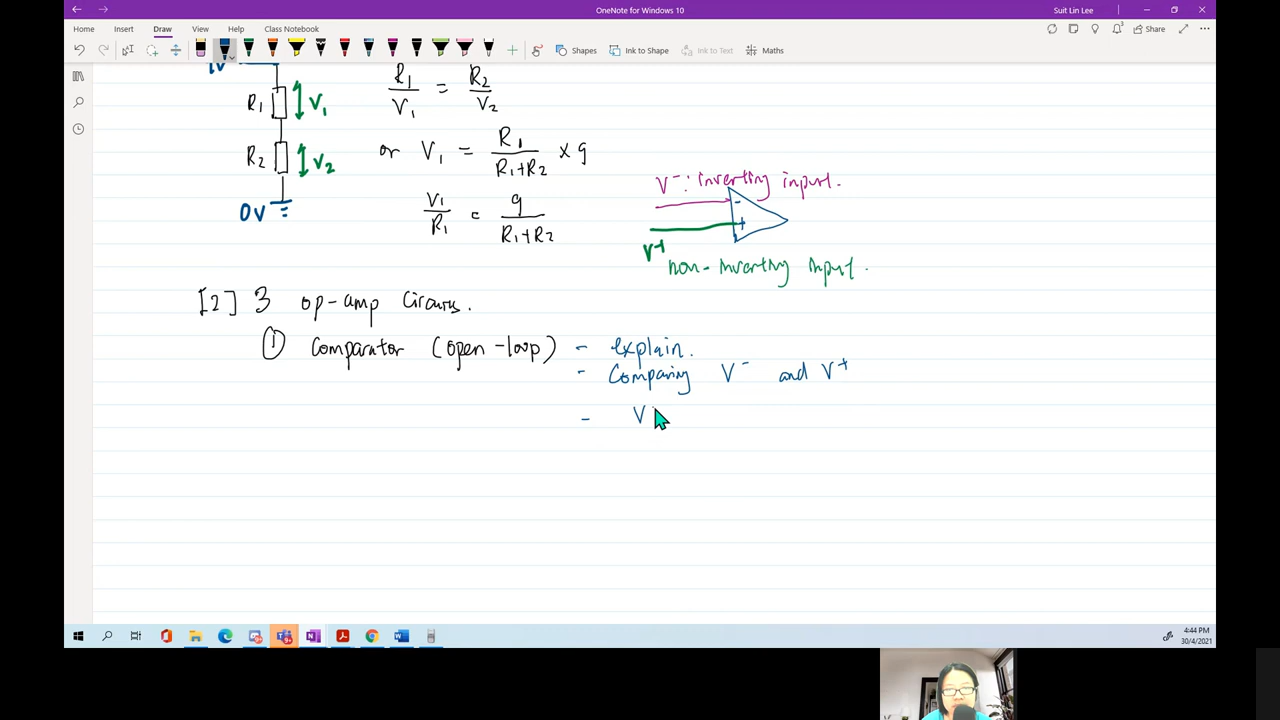 OneNote for Windows 10
Suit Lin Lee
Home Insert Draw View Help Class Notebook
Share
Shapes Ink to Shape Ink to Text Maths
R1 V1
R1/V1 = R2/V2
R2 V2
or V1 = R1/(R1+R2) × 9
0V
V1/R1 = 9/(R1+R2)
V⁻: inverting input.
-
+
V+
non-inverting input.
[2] 3 op-amp circuits.
① Comparator (open-loop) - explain.
- Comparing V⁻ and V⁺
- V
4:44 PM
30/4/2021